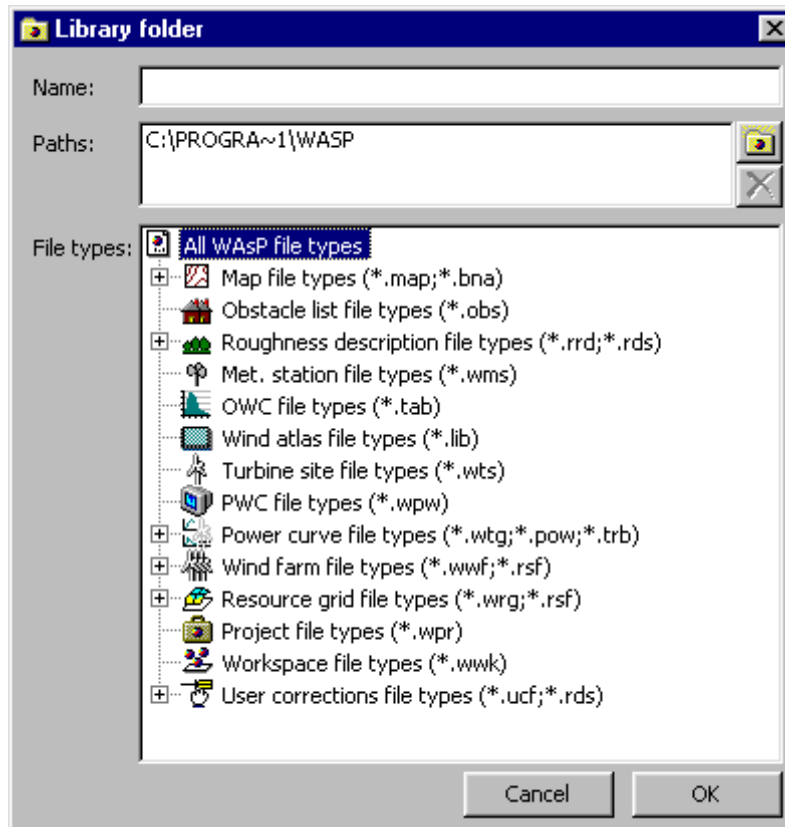 Library folder
Name:
Paths: C:\PROGRA~1\WASP
File types: All WAsP file types
Map file types (*.map;*.bna)
Obstacle list file types (*.obs)
Roughness description file types (*.rrd;*.rds)
Met. station file types (*.wms)
OWC file types (*.tab)
Wind atlas file types (*.lib)
Turbine site file types (*.wts)
PWC file types (*.wpw)
Power curve file types (*.wtg;*.pow;*.trb)
Wind farm file types (*.wwf;*.rsf)
Resource grid file types (*.wrg;*.rsf)
Project file types (*.wpr)
Workspace file types (*.wwk)
User corrections file types (*.ucf;*.rds)
Cancel OK